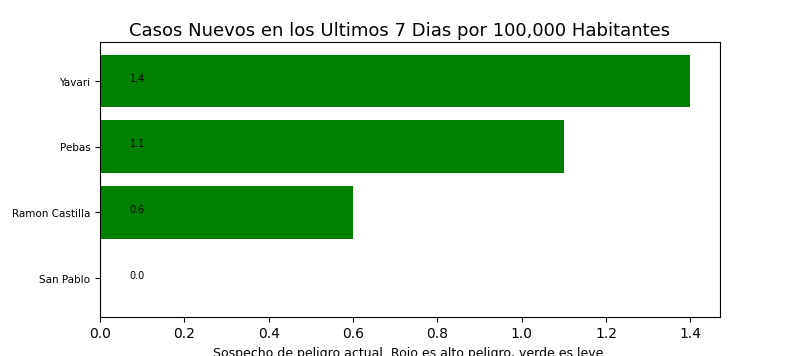 Casos Nuevos en los Ultimos 7 Dias por 100,000 Habitantes
Yavari
1.4
Pebas
1.1
Ramon Castilla
0.6
San Pablo
0.0
0.0 0.2 0.4 0.6 0.8 1.0 1.2 1.4
Sospecho de peligro actual. Rojo es alto peligro, verde es leve